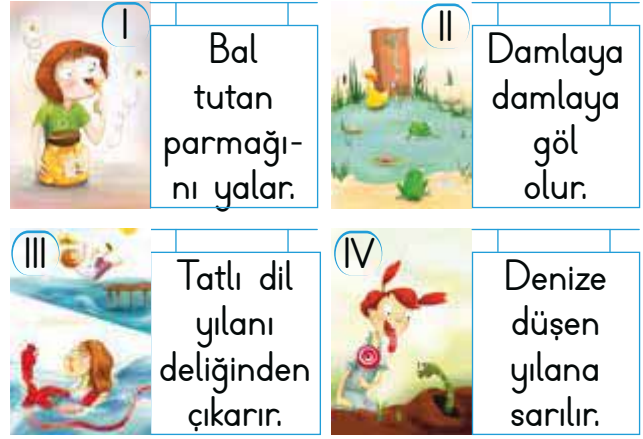 I
Bal
tutan
parmağı-
nı yalar.
II
Damlaya
damlaya
göl
olur.
III
Tatlı dil
yılanı
deliğinden
çıkarır.
IV
Denize
düşen
yılana
sarılır.